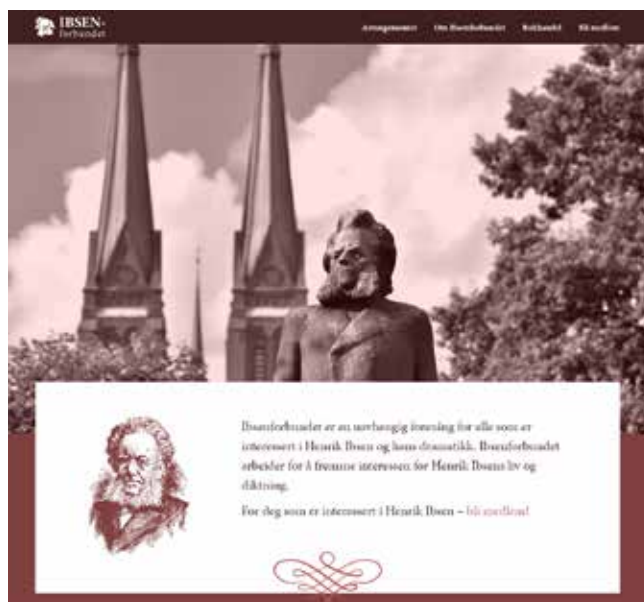 IBSEN-
forbundet
Arrangementer Om Ibsenforbundet Bokhandel Bli medlem
Ibsenforbundet er en uavhengig forening for alle som er
interessert i Henrik Ibsen og hans dramatikk. Ibsenforbundet
arbeider for å fremme interessen for Henrik Ibsens liv og
diktning.
For deg som er interessert i Henrik Ibsen – bli medlem!